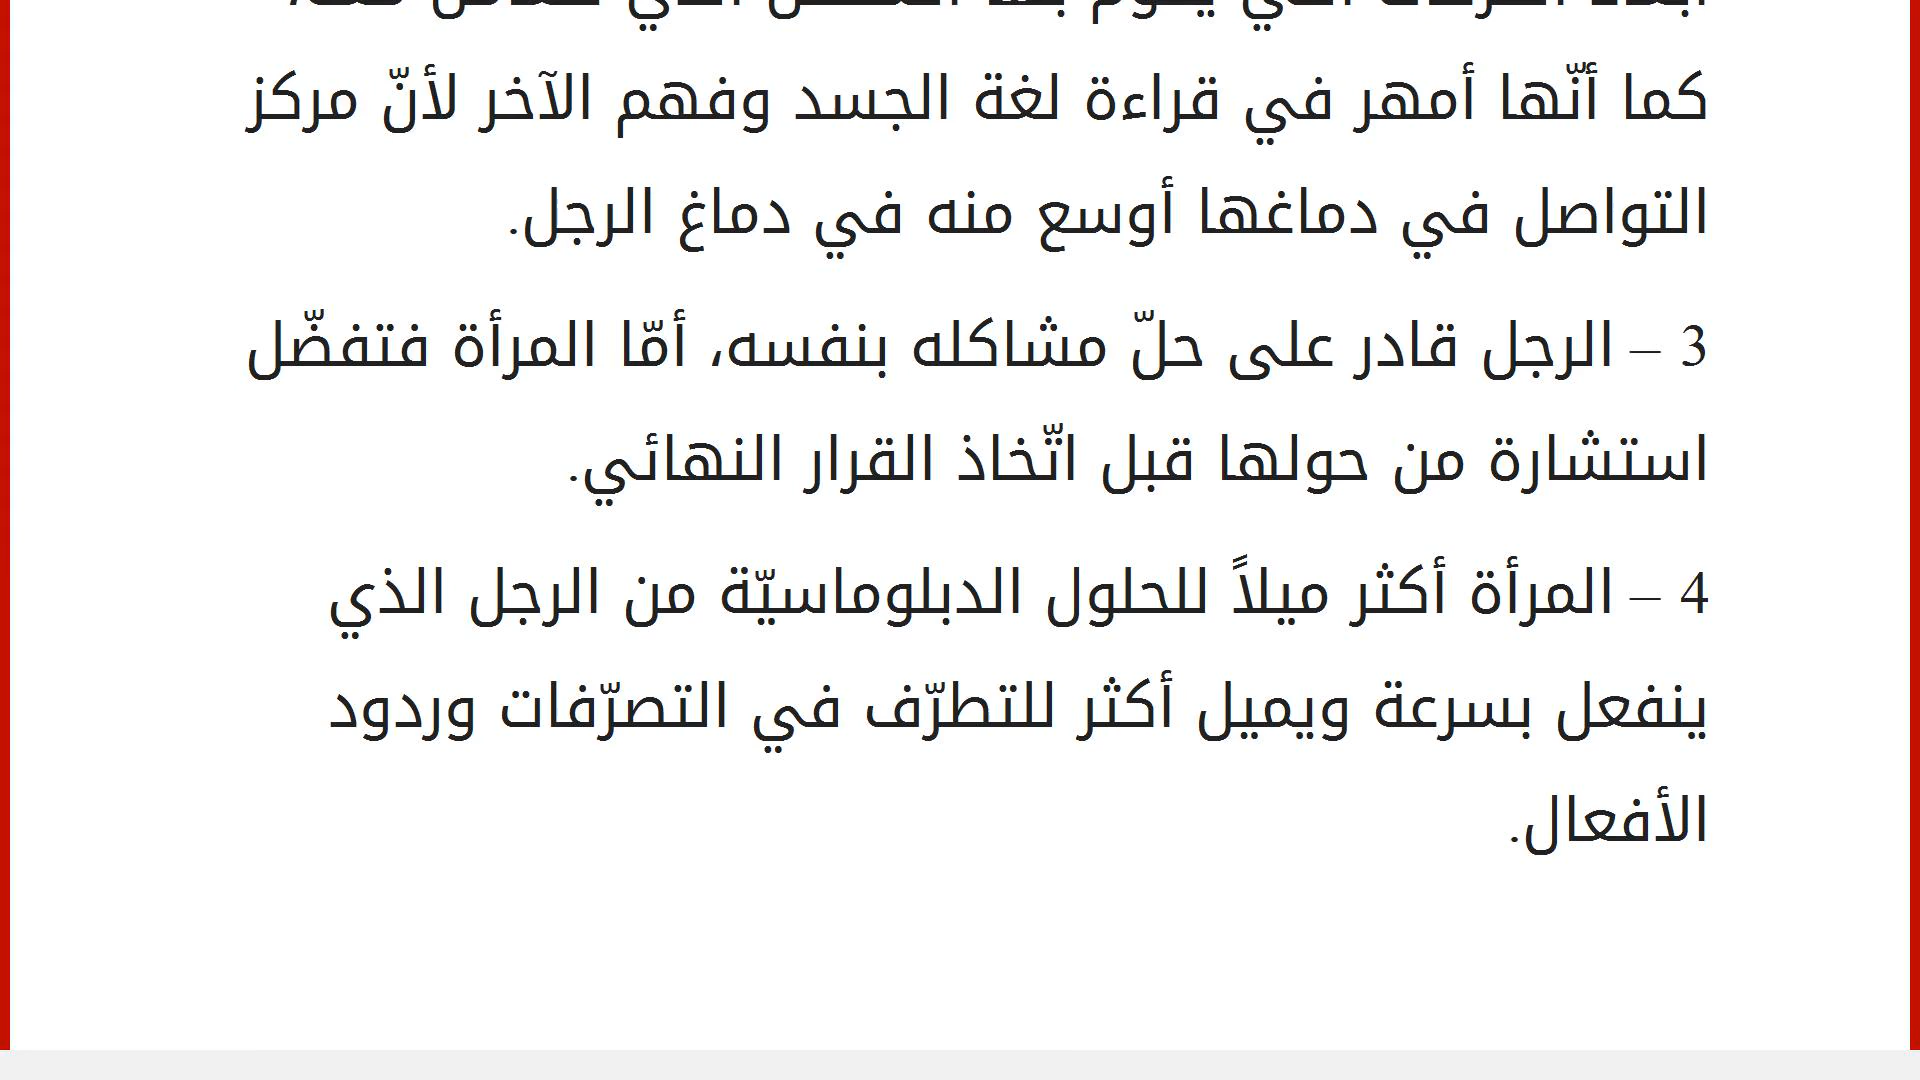 كما أنّها أمهر في قراءة لغة الجسد وفهم الآخر لأنّ مركز
التواصل في دماغها أوسع منه في دماغ الرجل.
3 – الرجل قادر على حلّ مشاكله بنفسه، أمّا المرأة فتفضّل
استشارة من حولها قبل اتّخاذ القرار النهائي.
4 – المرأة أكثر ميلاً للحلول الدبلوماسيّة من الرجل الذي
ينفعل بسرعة ويميل أكثر للتطرّف في التصرّفات وردود
الأفعال.